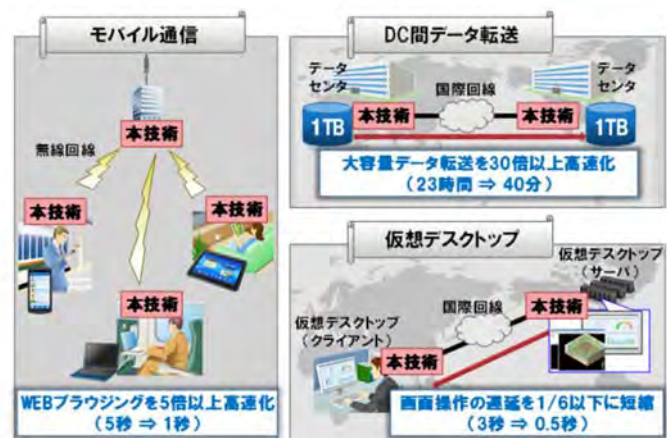 モバイル通信
本技術
無線回線
本技術
本技術
本技術
WEBブラウジングを5倍以上高速化
(5秒 ⇒ 1秒)
DC間データ転送
データ
センタ
国際回線
データ
センタ
1TB
本技術
本技術
1TB
大容量データ転送を30倍以上高速化
(23時間 ⇒ 40分)
仮想デスクトップ
仮想デスクトップ
(サーバ)
本技術
国際回線
仮想デスクトップ
(クライアント)
本技術
画面操作の遅延を1/6以下に短縮
(3秒 ⇒ 0.5秒)